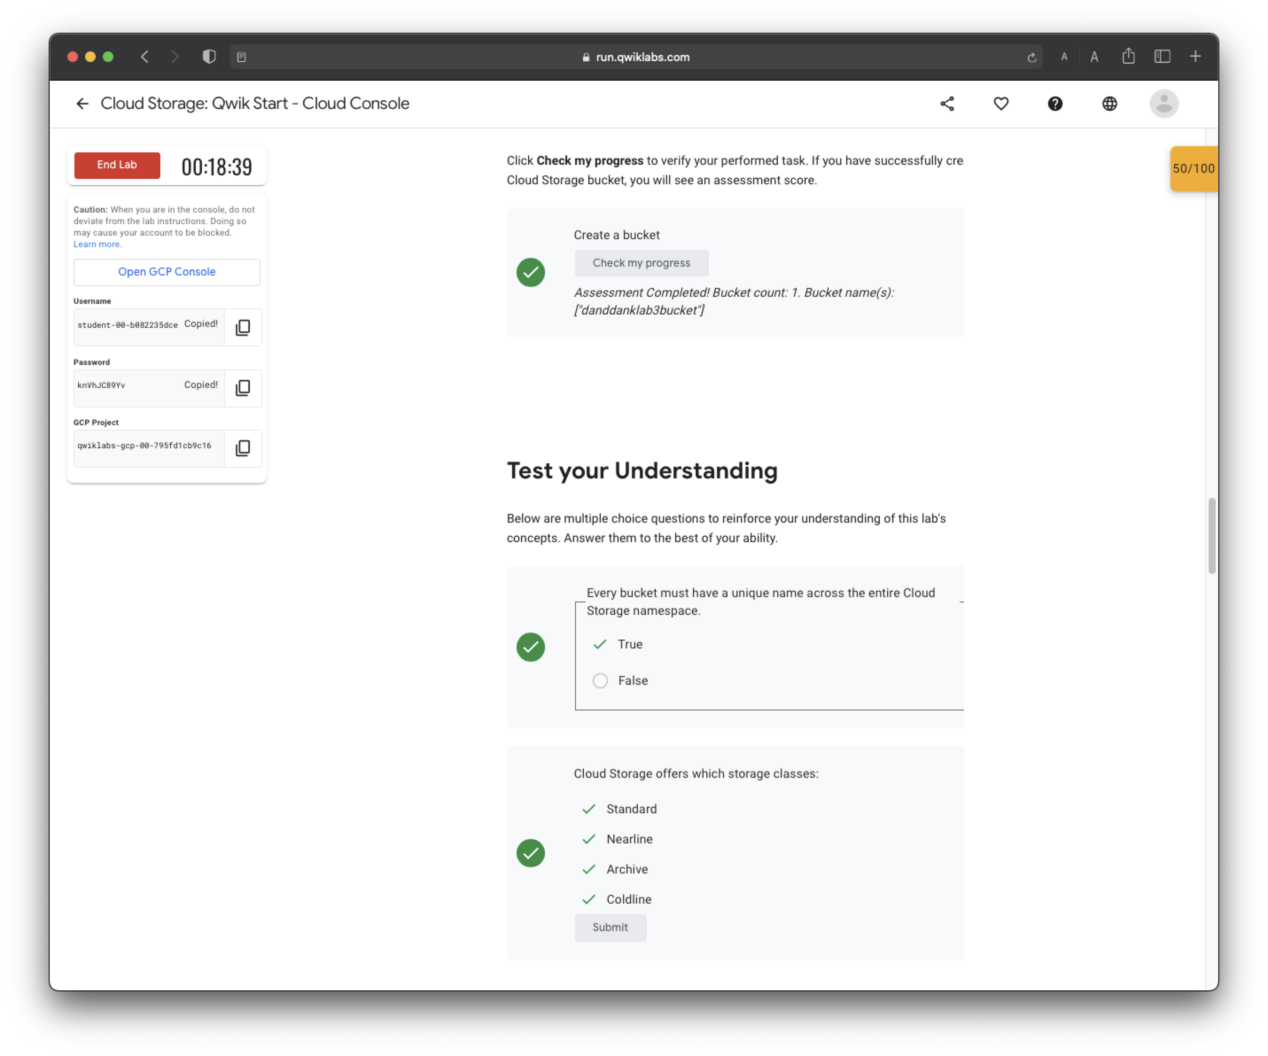 run.qwiklabs.com
A
A
Cloud Storage: Qwik Start - Cloud Console
End Lab
00:18:39
Caution: When you are in the console, do not
deviate from the lab instructions. Doing so
may cause your account to be blocked.
Learn more.
Open GCP Console
Username
student-00-b082235dce
Copied!
Password
knVhJC89Yv
Copied!
GCP Project
qwiklabs-gcp-00-795fd1cb9c16
Click Check my progress to verify your performed task. If you have successfully cre
Cloud Storage bucket, you will see an assessment score.
50/100
Create a bucket
Check my progress
Assessment Completed! Bucket count: 1. Bucket name(s):
["danddanklab3bucket"]
Test your Understanding
Below are multiple choice questions to reinforce your understanding of this lab's
concepts. Answer them to the best of your ability.
Every bucket must have a unique name across the entire Cloud
Storage namespace.
True
False
Cloud Storage offers which storage classes:
Standard
Nearline
Archive
Coldline
Submit